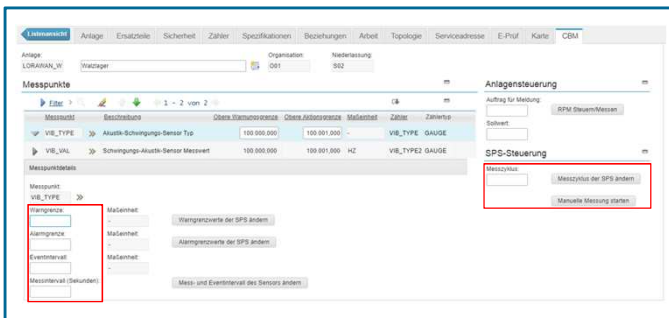 Listenansicht Anlage Ersatzteile Sicherheit Zähler Spezifikationen Beziehungen Arbeit Topologie Serviceadresse E-Prüf Karte CBM
Anlage: Organisation: Niederlassung:
LORAWAN_W Walzlager O01 S02
Messpunkte
Filter 1 - 2 von 2
Messpunkt Beschreibung Obere Warnungsgrenze Obere Aktionsgrenze Maßeinheit Zähler Zählertyp
VIB_TYPE Akustik-Schwingungs-Sensor Typ 100.000,000 100.001,000 - VIB_TYPE GAUGE
VIB_VAL Schwingungs-Akustik-Sensor Messwert 100.000,000 100.001,000 HZ VIB_TYPE2 GAUGE
Messpunktdetails
Messpunkt:
VIB_TYPE
Warngrenze: Maßeinheit:
- Warngrenzwerte der SPS ändern
Alarmgrenze: Maßeinheit:
- Alarmgrenzwerte der SPS ändern
Eventintervall: Maßeinheit:
-
Messintervall (Sekunden):
Mess- und Eventintervall des Sensors ändern
Anlagensteuerung
Auftrag für Meldung:
RPM Steuern/Messen
Sollwert:
SPS-Steuerung
Messzyklus:
Messzyklus der SPS ändern
Manuelle Messung starten